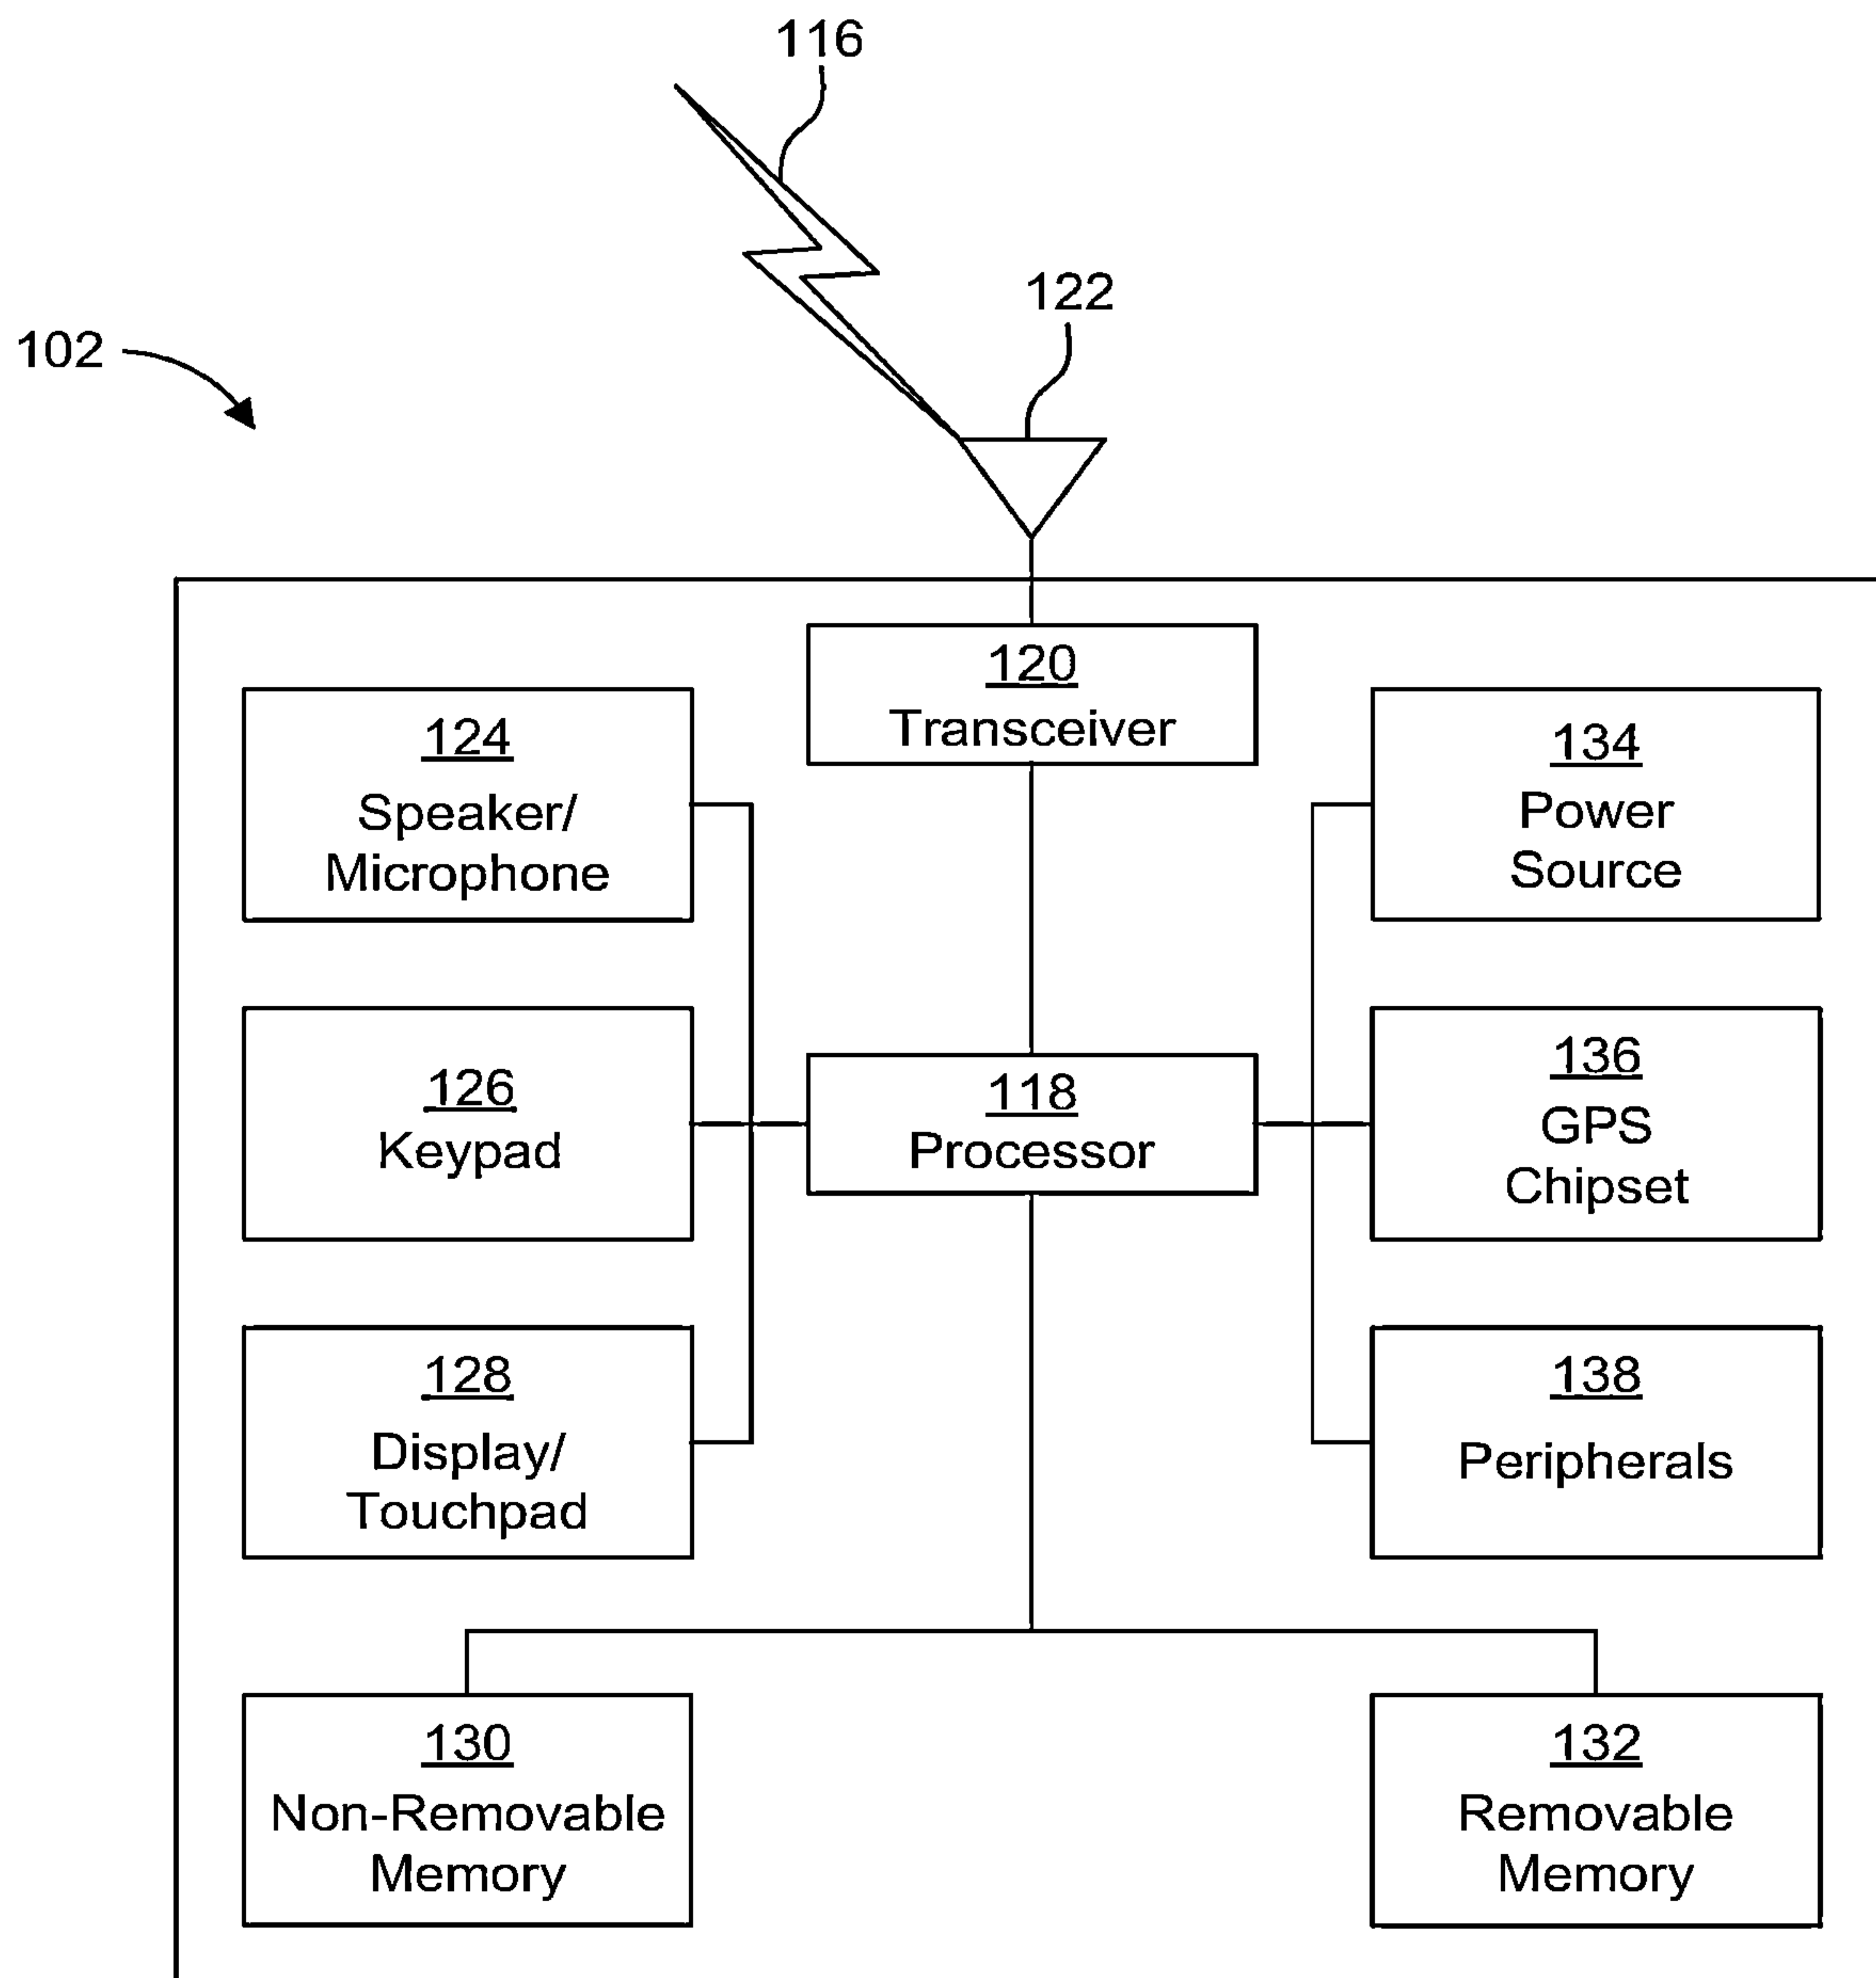 116
122
102
120
Transceiver
124
Speaker/
Microphone
134
Power
Source
126
Keypad
118
Processor
136
GPS
Chipset
128
Display/
Touchpad
138
Peripherals
130
Non-Removable
Memory
132
Removable
Memory